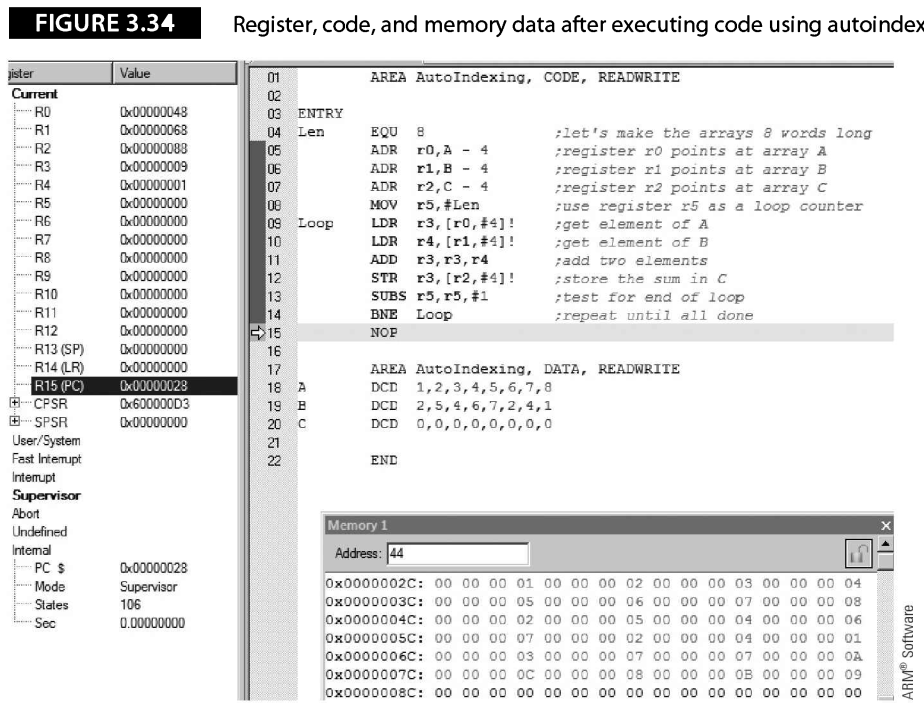 FIGURE 3.34 Register, code, and memory data after executing code using autoindex
gister Value
Current
R0 0x00000048
R1 0x00000068
R2 0x00000088
R3 0x00000009
R4 0x00000001
R5 0x00000000
R6 0x00000000
R7 0x00000000
R8 0x00000000
R9 0x00000000
R10 0x00000000
R11 0x00000000
R12 0x00000000
R13 (SP) 0x00000000
R14 (LR) 0x00000000
R15 (PC) 0x00000028
CPSR 0x600000D3
SPSR 0x00000000
User/System
Fast Interrupt
Interrupt
Supervisor
Abort
Undefined
Internal
PC $ 0x00000028
Mode Supervisor
States 106
Sec 0.00000000
01 AREA AutoIndexing, CODE, READWRITE
02
03 ENTRY
04 Len EQU 8 ;let's make the arrays 8 words long
05 ADR r0,A - 4 ;register r0 points at array A
06 ADR r1,B - 4 ;register r1 points at array B
07 ADR r2,C - 4 ;register r2 points at array C
08 MOV r5,#Len ;use register r5 as a loop counter
09 Loop LDR r3,[r0,#4]! ;get element of A
10 LDR r4,[r1,#4]! ;get element of B
11 ADD r3,r3,r4 ;add two elements
12 STR r3,[r2,#4]! ;store the sum in C
13 SUBS r5,r5,#1 ;test for end of loop
14 BNE Loop ;repeat until all done
15 NOP
16
17 AREA AutoIndexing, DATA, READWRITE
18 A DCD 1,2,3,4,5,6,7,8
19 B DCD 2,5,4,6,7,2,4,1
20 C DCD 0,0,0,0,0,0,0,0
21
22 END
Memory 1
Address: 44
0x0000002C: 00 00 00 01 00 00 00 02 00 00 00 03 00 00 00 04
0x0000003C: 00 00 00 05 00 00 00 06 00 00 00 07 00 00 00 08
0x0000004C: 00 00 00 02 00 00 00 05 00 00 00 04 00 00 00 06
0x0000005C: 00 00 00 07 00 00 00 02 00 00 00 04 00 00 00 01
0x0000006C: 00 00 00 03 00 00 00 07 00 00 00 07 00 00 00 0A
0x0000007C: 00 00 00 0C 00 00 00 08 00 00 00 0B 00 00 00 09
0x0000008C: 00 00 00 00 00 00 00 00 00 00 00 00 00 00 00 00
ARM® Software